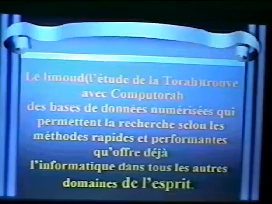 Le limoud(l'étude de la Torah)trouve
avec Computorah
des bases de données numérisées qui
permettent la recherche selon les
méthodes rapides et performantes
qu'offre déjà
l'informatique dans tous les autres
domaines de l'esprit.